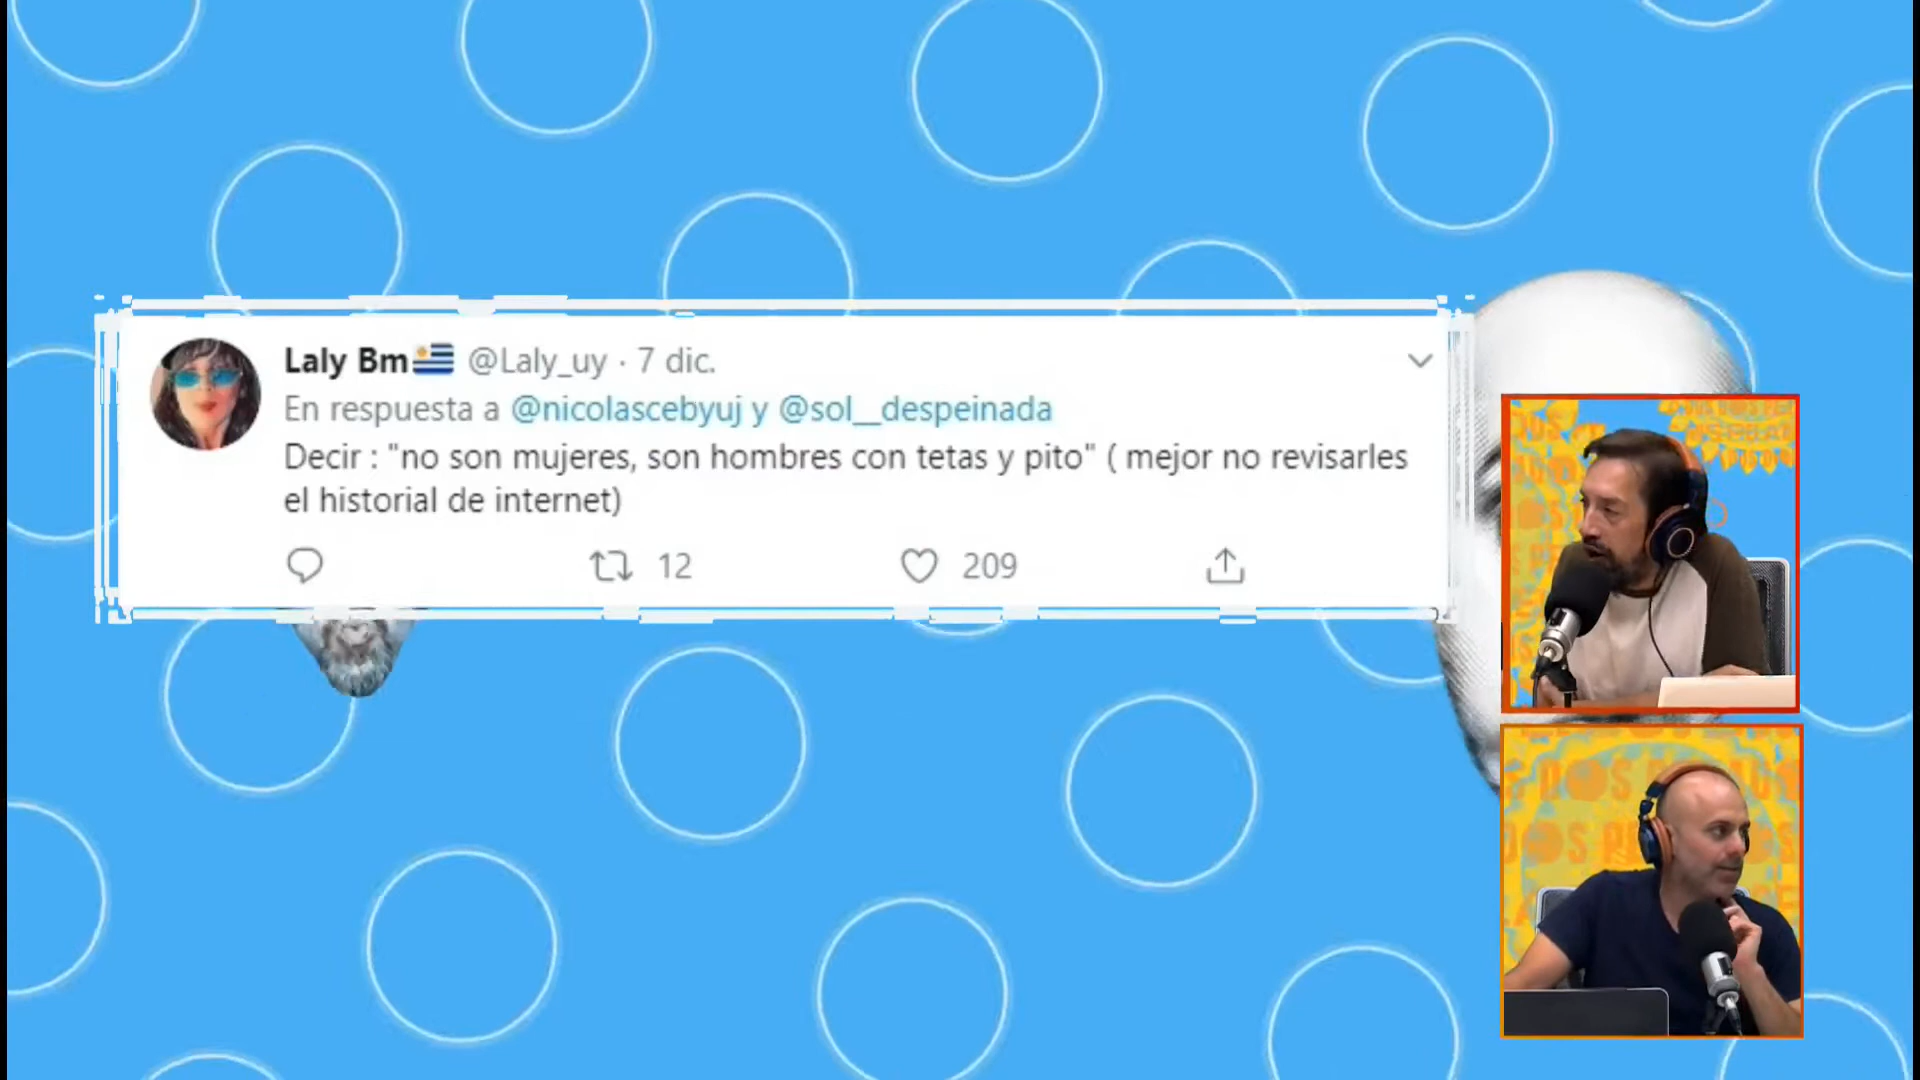 Laly Bm @Laly_uy · 7 dic.
En respuesta a @nicolascebyuj y @sol__despeinada
Decir : "no son mujeres, son hombres con tetas y pito" ( mejor no revisarles
el historial de internet)
12
209